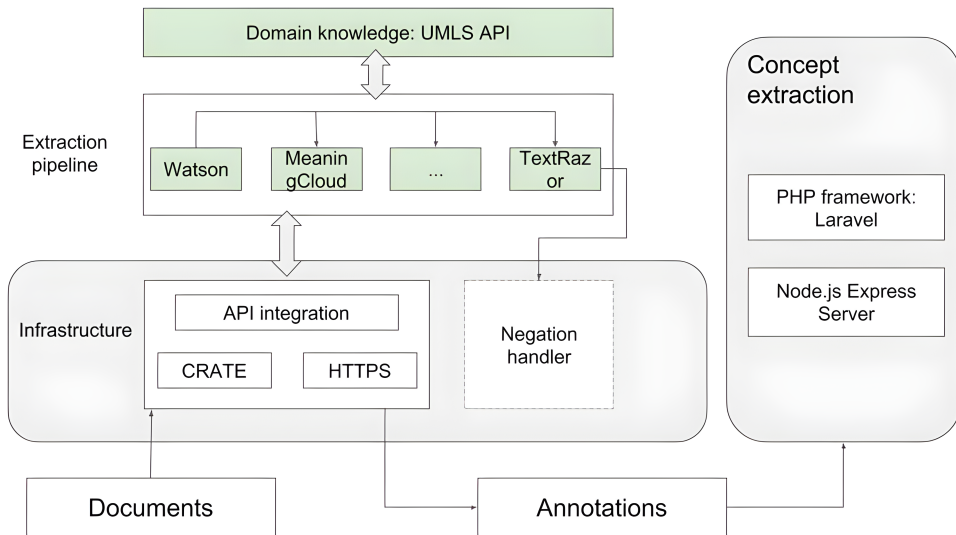 Domain knowledge: UMLS API
Extraction
pipeline
Watson
Meanin
gCloud
...
TextRaz
or
Concept
extraction
PHP framework:
Laravel
Node.js Express
Server
Infrastructure
API integration
CRATE
HTTPS
Negation
handler
Documents
Annotations